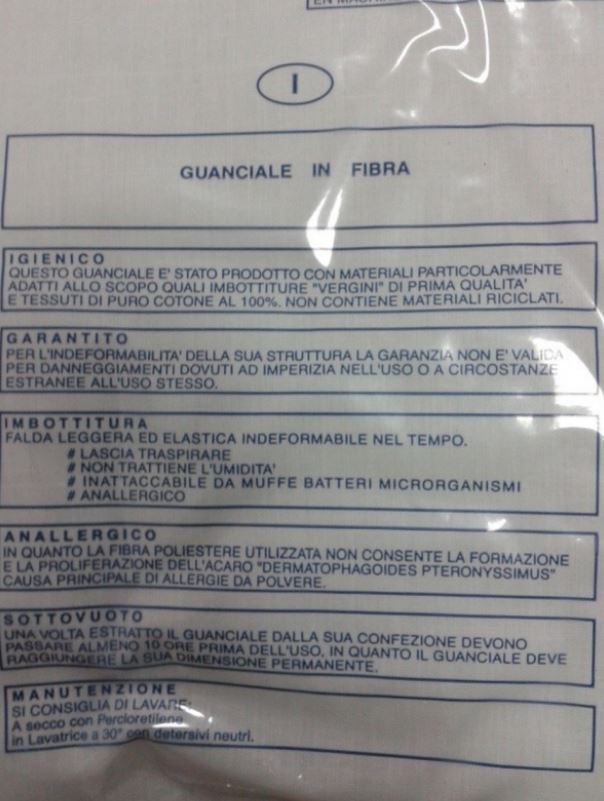 EN MACHI
I
GUANCIALE IN FIBRA
IGIENICO
QUESTO GUANCIALE E' STATO PRODOTTO CON MATERIALI PARTICOLARMENTE
ADATTI ALLO SCOPO QUALI IMBOTTITURE "VERGINI" DI PRIMA QUALITA'
E TESSUTI DI PURO COTONE AL 100%. NON CONTIENE MATERIALI RICICLATI.
GARANTITO
PER L'INDEFORMABILITA' DELLA SUA STRUTTURA LA GARANZIA NON E' VALIDA
PER DANNEGGIAMENTI DOVUTI AD IMPERIZIA NELL'USO O A CIRCOSTANZE
ESTRANEE ALL'USO STESSO.
IMBOTTITURA
FALDA LEGGERA ED ELASTICA INDEFORMABILE NEL TEMPO.
# LASCIA TRASPIRARE
# NON TRATTIENE L'UMIDITA'
# INATTACCABILE DA MUFFE BATTERI MICRORGANISMI
# ANALLERGICO
ANALLERGICO
IN QUANTO LA FIBRA POLIESTERE UTILIZZATA NON CONSENTE LA FORMAZIONE
E LA PROLIFERAZIONE DELL'ACARO "DERMATOPHAGOIDES PTERONYSSIMUS"
CAUSA PRINCIPALE DI ALLERGIE DA POLVERE.
SOTTOVUOTO
UNA VOLTA ESTRATTO IL GUANCIALE DALLA SUA CONFEZIONE DEVONO
PASSARE ALMENO 10 ORE PRIMA DELL'USO, IN QUANTO IL GUANCIALE DEVE
RAGGIUNGERE LA SUA DIMENSIONE PERMANENTE.
MANUTENZIONE
SI CONSIGLIA DI LAVARE:
A secco con Percloretilene
in Lavatrice a 30° con detersivi neutri.